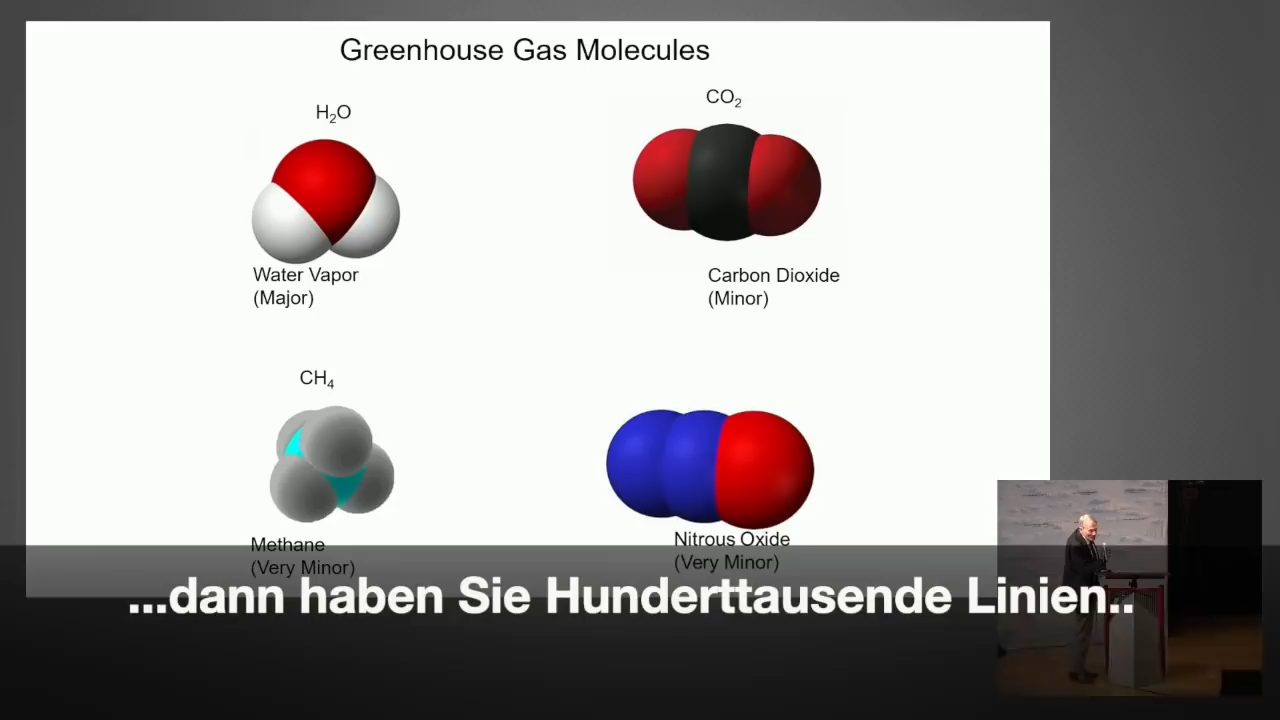 Greenhouse Gas Molecules
H₂O
CO₂
Water Vapor
(Major)
Carbon Dioxide
(Minor)
CH₄
Methane
(Very Minor)
Nitrous Oxide
(Very Minor)
...dann haben Sie Hunderttausende Linien..